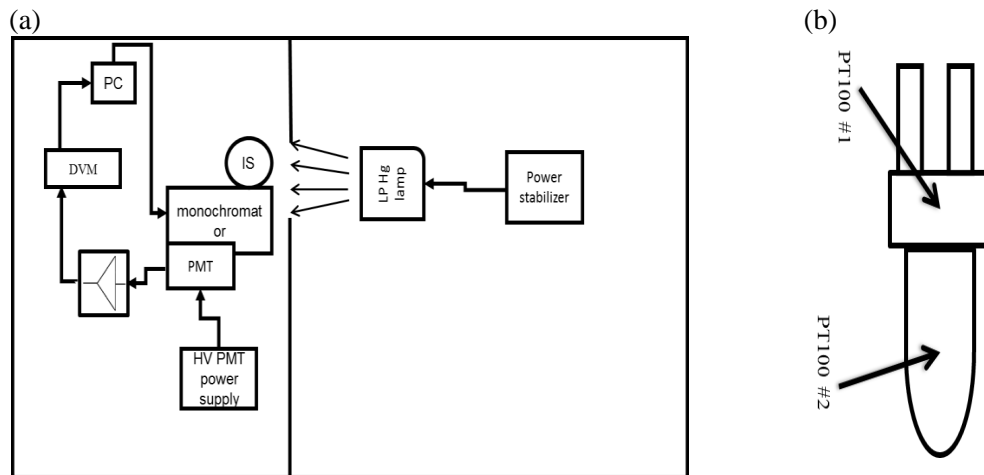 (a)
PC
DVM
IS
monochromat
or
PMT
HV PMT
power
supply
LP Hg
lamp
Power
stabilizer
(b)
PT100 #1
PT100 #2